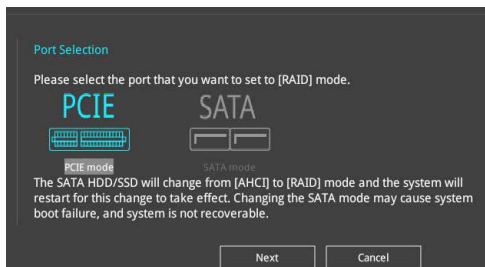 Port Selection
Please select the port that you want to set to [RAID] mode.
PCIE SATA
PCIE mode SATA mode
The SATA HDD/SSD will change from [AHCI] to [RAID] mode and the system will
restart for this change to take effect. Changing the SATA mode may cause system
boot failure, and system is not recoverable.
Next Cancel